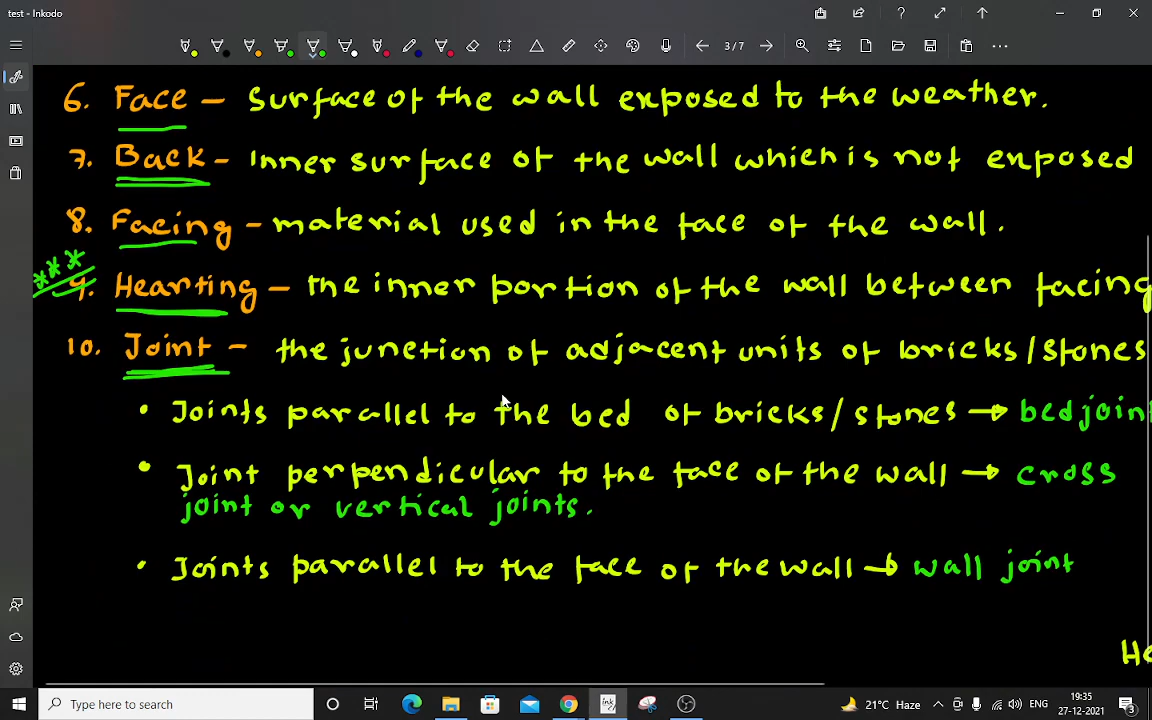 test - Inkodo
3/7
6. Face - surface of the wall exposed to the weather.
7. Back - Inner surface of the wall which is not exposed
8. Facing - material used in the face of the wall.
*** 9. Hearting - the inner portion of the wall between facing
10. Joint - the junction of adjacent units of bricks/stones
• Joints parallel to the bed of bricks/stones → bed joint
• Joint perpendicular to the face of the wall → cross
joint or vertical joints.
• Joints parallel to the face of the wall → wall joint
He
Type here to search
21°C Haze
ENG
19:35
27-12-2021
3